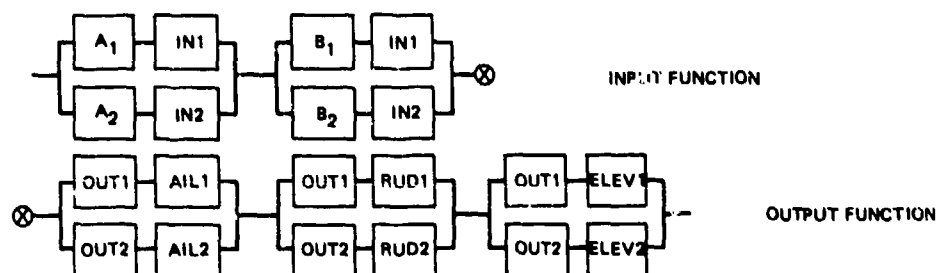 A1 IN1 B1 IN1
INPUT FUNCTION
A2 IN2 B2 IN2
OUT1 AIL1 OUT1 RUD1 OUT1 ELEV1
OUTPUT FUNCTION
OUT2 AIL2 OUT2 RUD2 OUT2 ELEV2